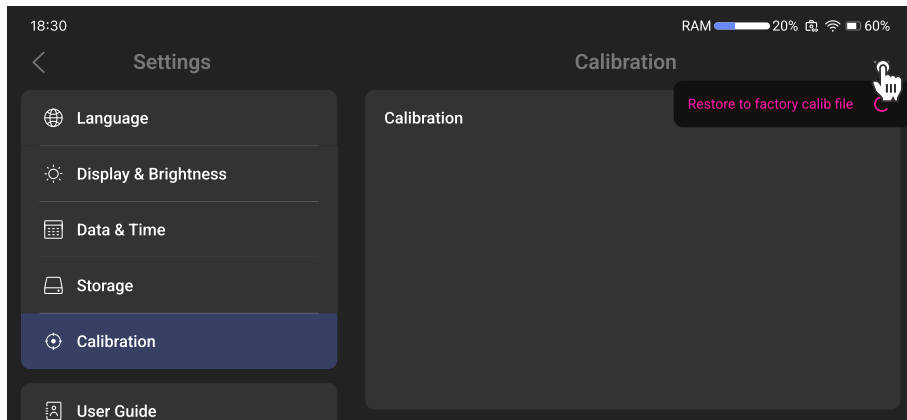 18:30
RAM 20% 60%
Settings
Calibration
Restore to factory calib file
Language
Calibration
Display & Brightness
Data & Time
Storage
Calibration
User Guide